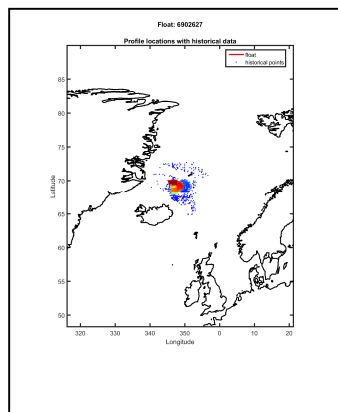 Float: 6902627
Profile locations with historical data
float
historical points
85
80
75
70
65
60
55
50
Latitude
320 330 340 350 0 10 20
Longitude